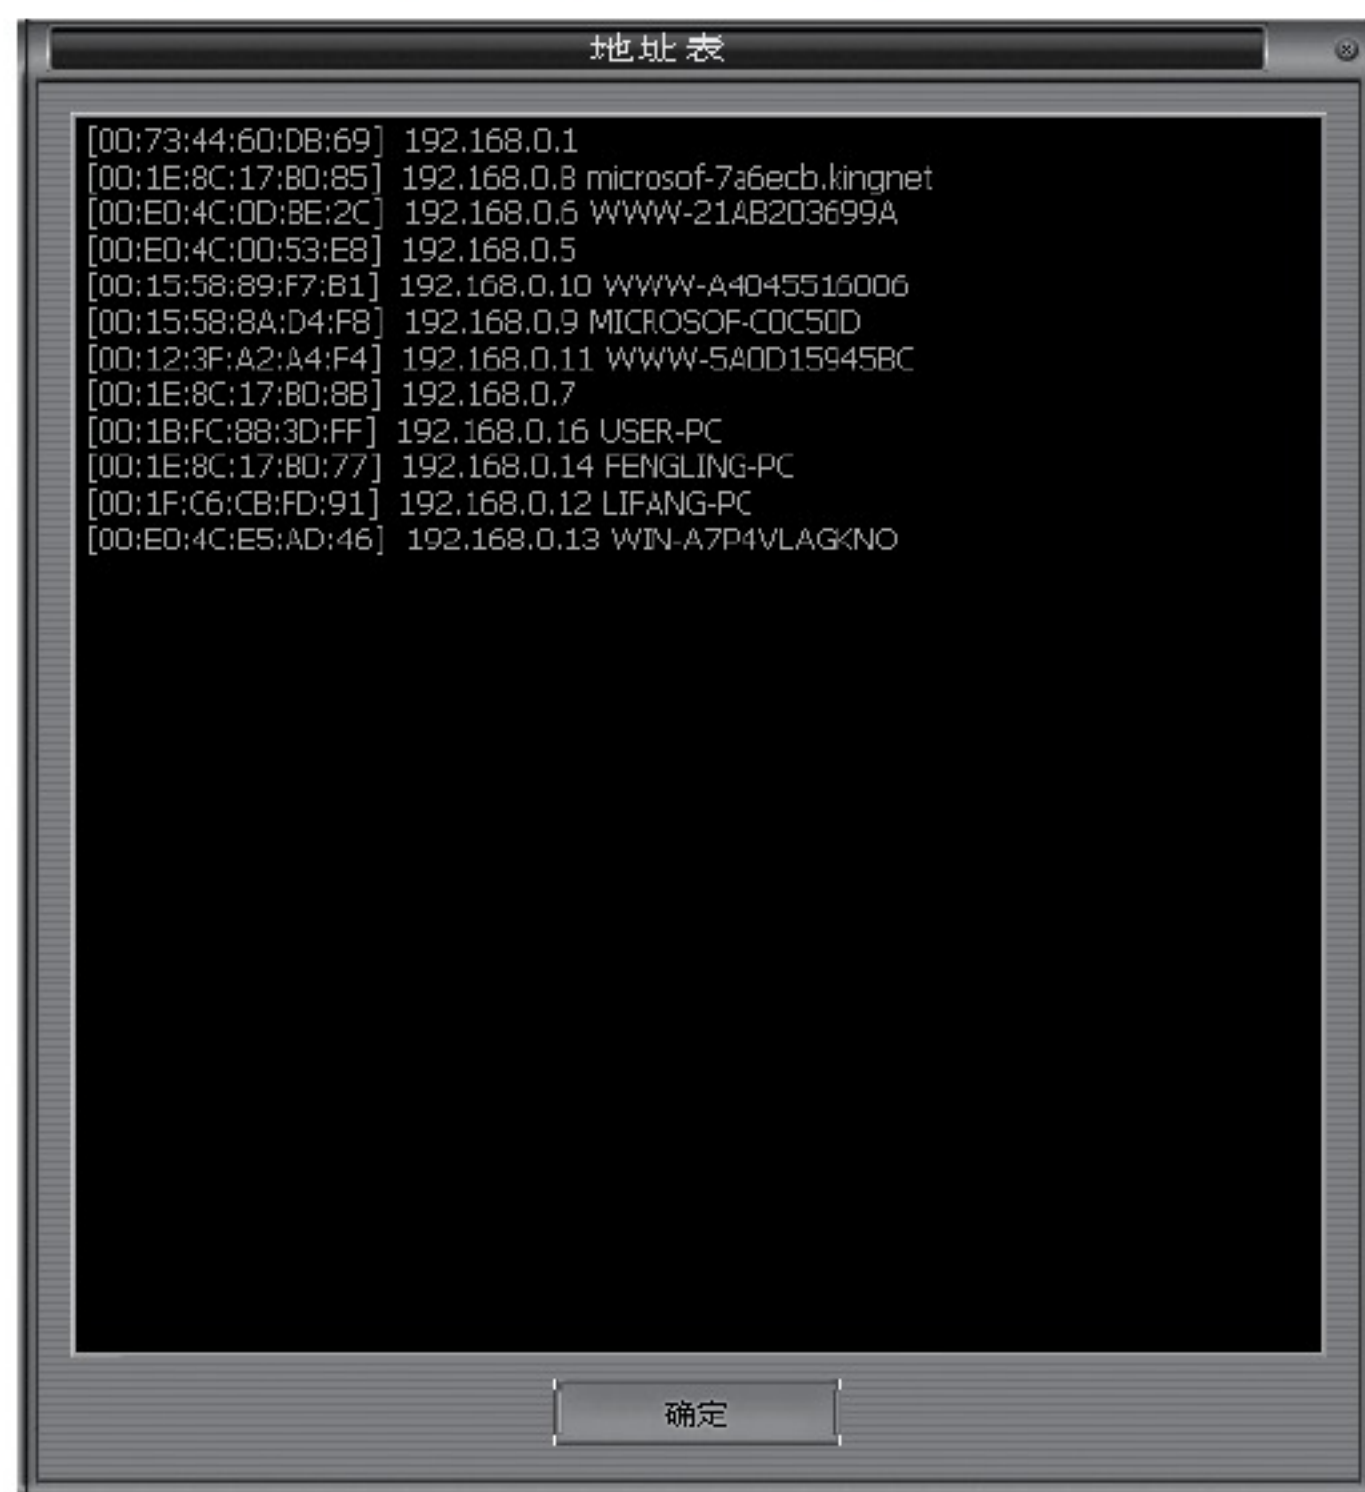 地址表
[00:73:44:60:DB:69] 192.168.0.1
[00:1E:8C:17:B0:85] 192.168.0.8 microsof-7a6ecb.kingnet
[00:E0:4C:0D:BE:2C] 192.168.0.6 WWW-21AB203699A
[00:E0:4C:00:53:E8] 192.168.0.5
[00:15:58:89:F7:B1] 192.168.0.10 WWW-A4045516006
[00:15:58:8A:D4:F8] 192.168.0.9 MICROSOF-C0C50D
[00:12:3F:A2:A4:F4] 192.168.0.11 WWW-5A0D15945BC
[00:1E:8C:17:B0:8B] 192.168.0.7
[00:1B:FC:88:3D:FF] 192.168.0.16 USER-PC
[00:1E:8C:17:B0:77] 192.168.0.14 FENGLING-PC
[00:1F:C6:CB:FD:91] 192.168.0.12 LIFANG-PC
[00:E0:4C:E5:AD:46] 192.168.0.13 WIN-A7P4VLAGKNO
确定